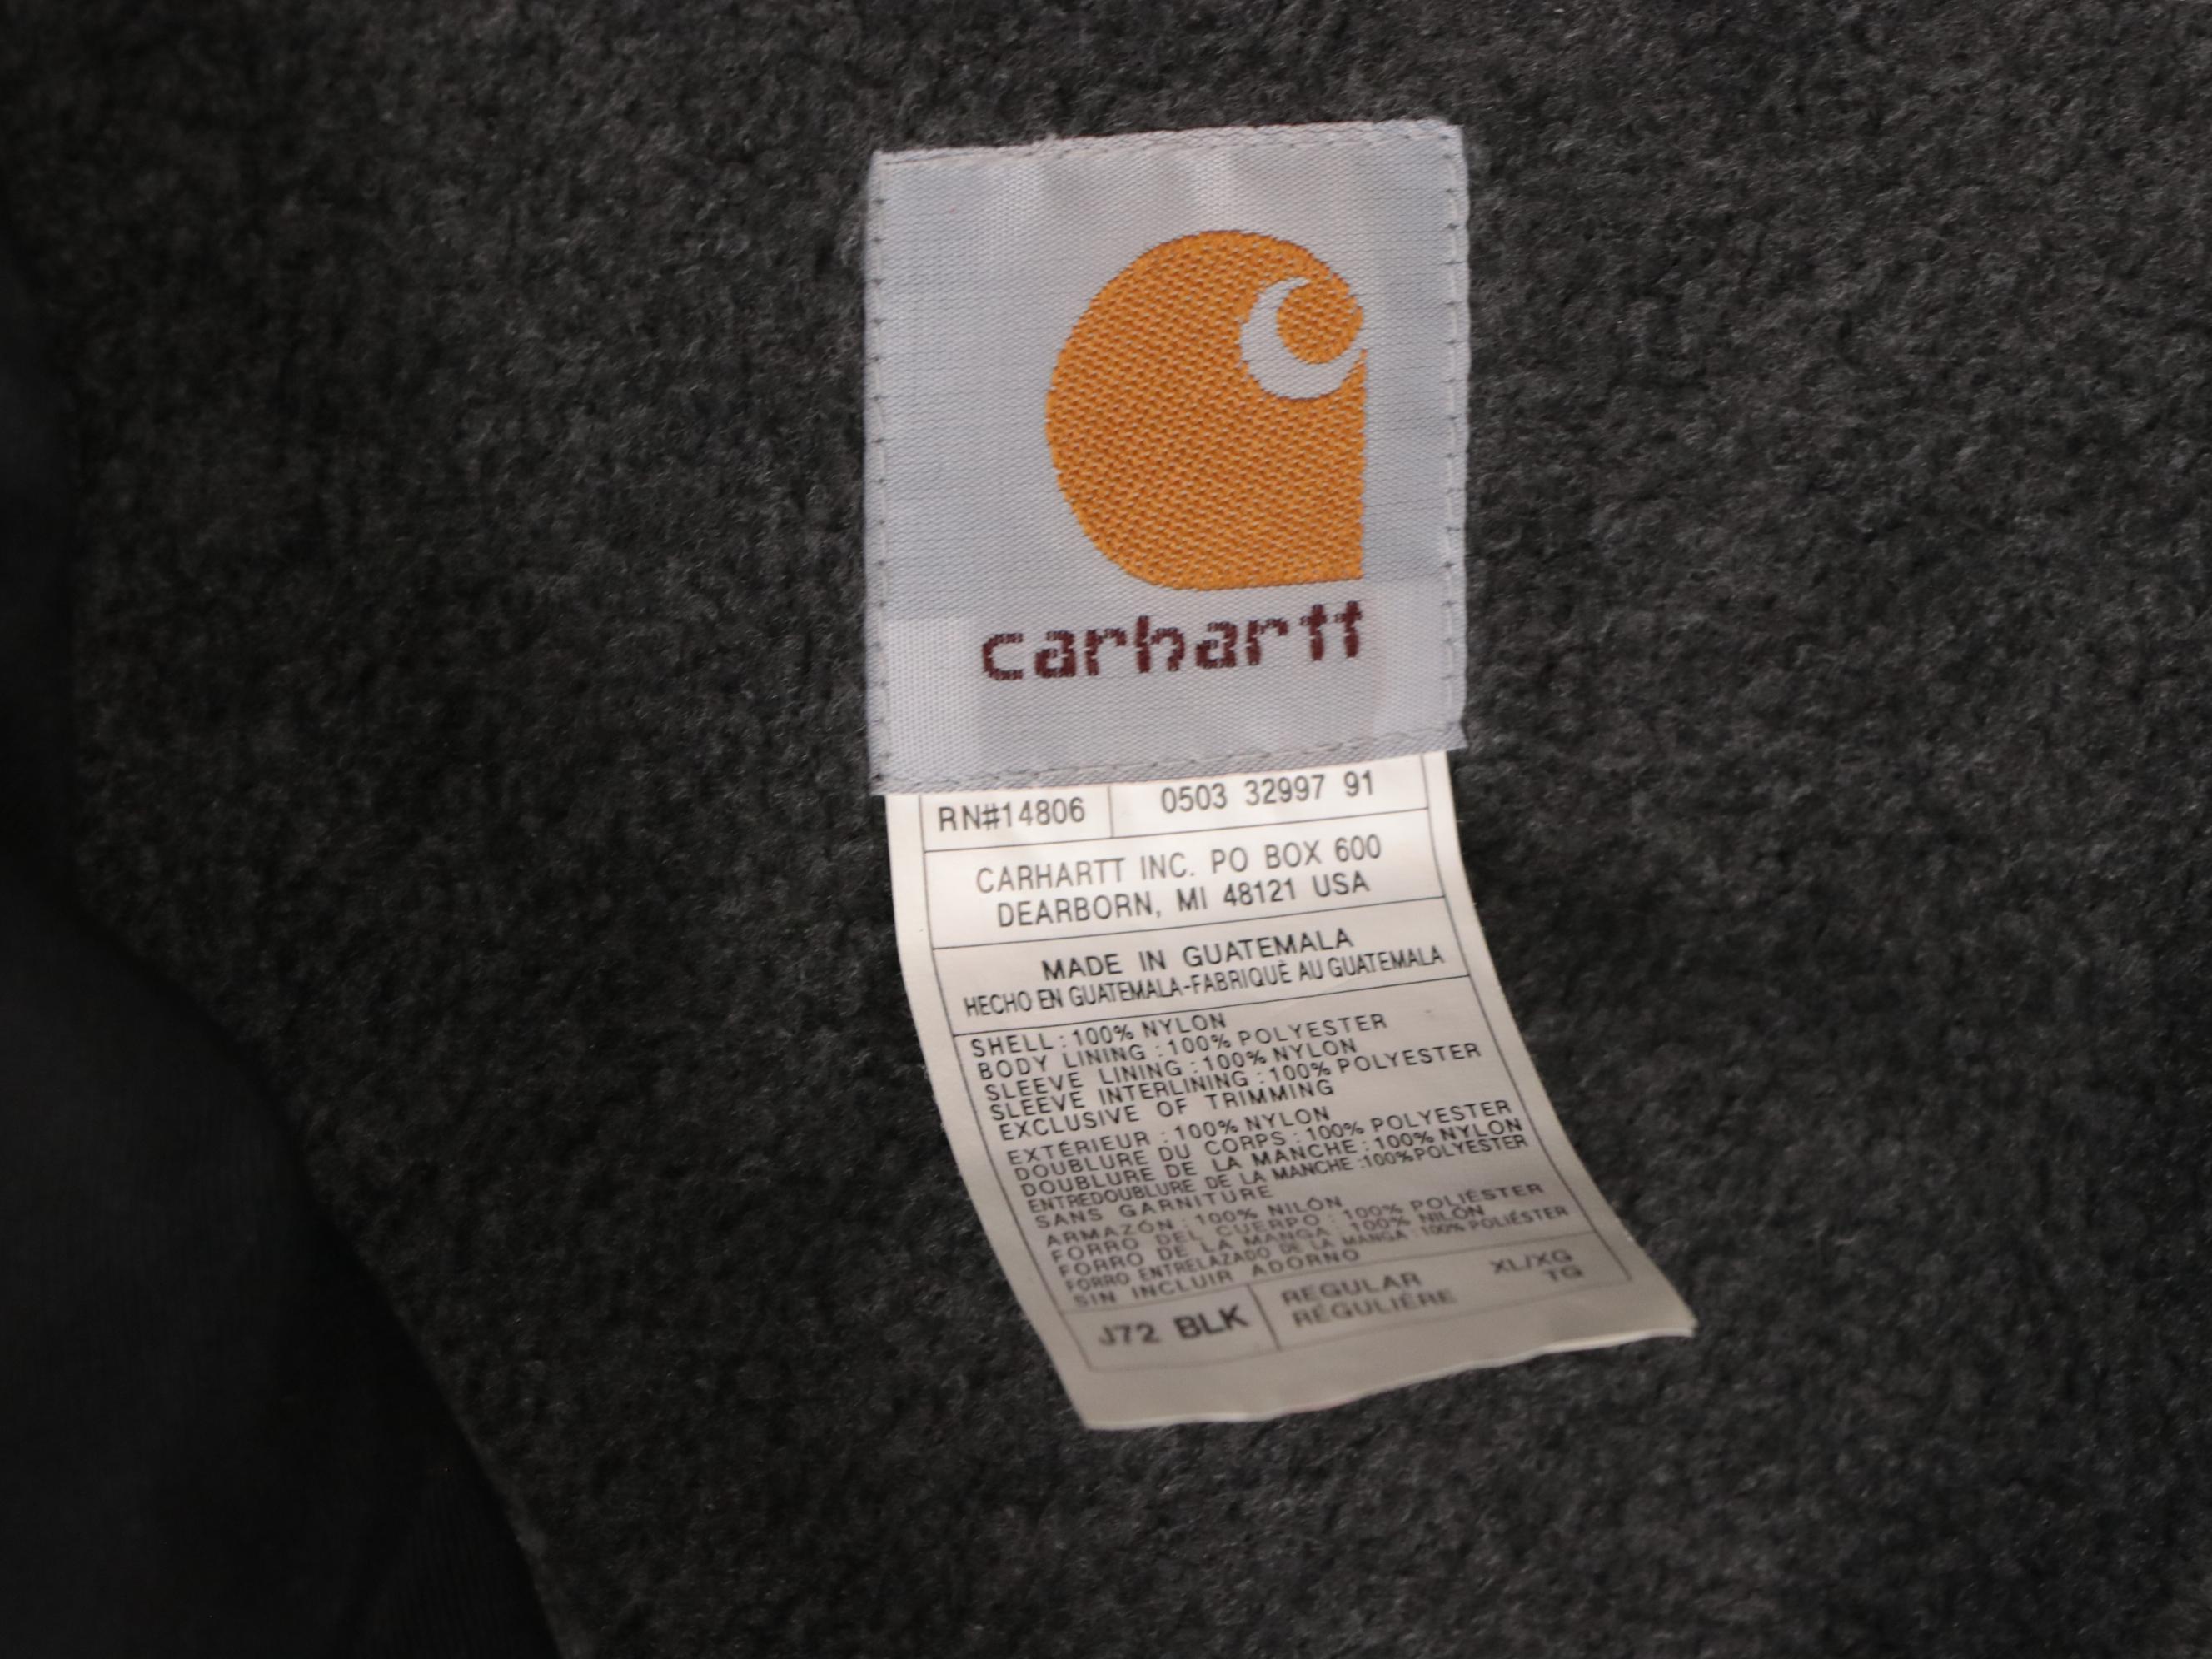 carhartt
RN#14806 0503 32997 91
CARHARTT INC. PO BOX 600
DEARBORN, MI 48121 USA
MADE IN GUATEMALA
HECHO EN GUATEMALA-FABRIQUÈ AU GUATEMALA
SHELL : 100% NYLON
BODY LINING : 100% POLYESTER
SLEEVE LINING : 100% NYLON
SLEEVE INTERLINING : 100% POLYESTER
EXCLUSIVE OF TRIMMING
EXTÉRIEUR : 100% NYLON
DOUBLURE DU CORPS : 100% POLYESTER
DOUBLURE DE LA MANCHE : 100% NYLON
ENTREDOUBLURE DE LA MANCHE :100%POLYESTER
SANS GARNITURE
ARMAZÓN : 100% NILÓN
FORRO DEL CUERPO : 100% POLIÉSTER
FORRO DE LA MANGA : 100% NILÓN
FORRO ENTRELAZADO DE LA MANGA : 100% POLIÉSTER
SIN INCLUIR ADORNO
J72 BLK
REGULAR XL/XG
RÉGULIÈRE TG